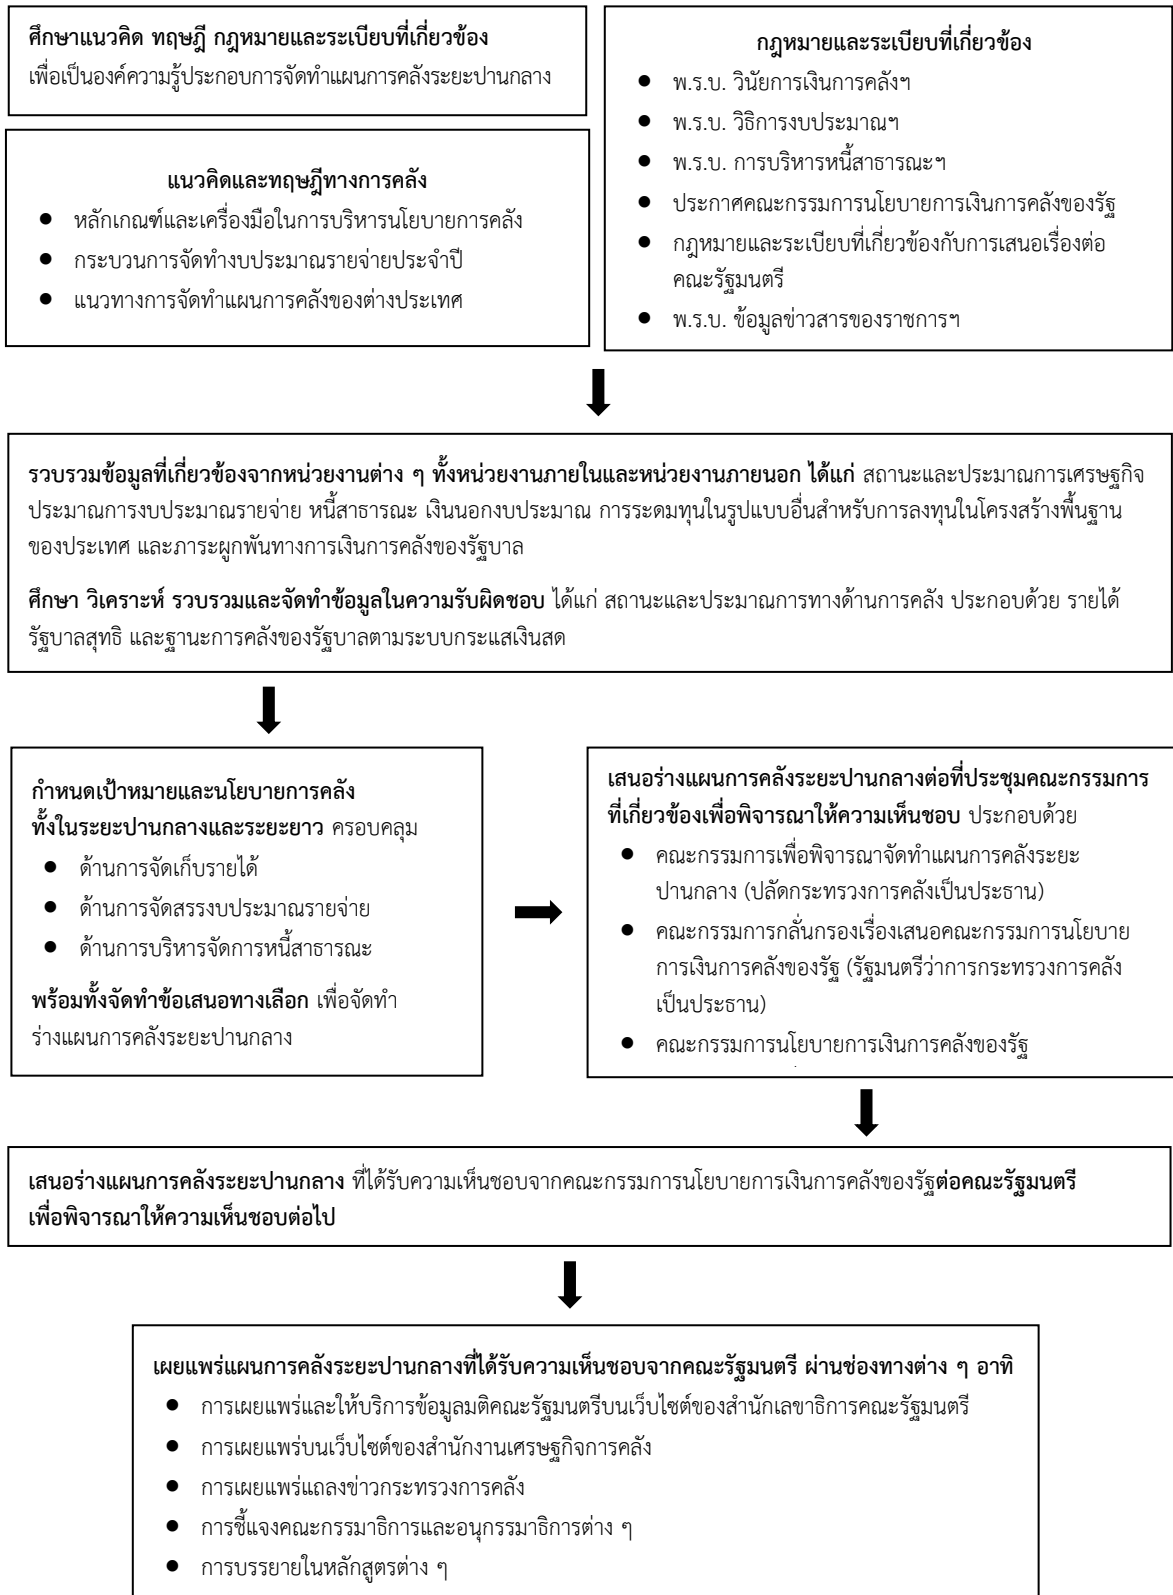 ศึกษาแนวคิด ทฤษฎี กฎหมายและระเบียบที่เกี่ยวข้อง
เพื่อเป็นองค์ความรู้ประกอบการจัดทำแผนการคลังระยะปานกลาง
แนวคิดและทฤษฎีทางการคลัง
● หลักเกณฑ์และเครื่องมือในการบริหารนโยบายการคลัง
● กระบวนการจัดทำงบประมาณรายจ่ายประจำปี
● แนวทางการจัดทำแผนการคลังของต่างประเทศ
กฎหมายและระเบียบที่เกี่ยวข้อง
● พ.ร.บ. วินัยการเงินการคลังฯ
● พ.ร.บ. วิธีการงบประมาณฯ
● พ.ร.บ. การบริหารหนี้สาธารณะฯ
● ประกาศคณะกรรมการนโยบายการเงินการคลังของรัฐ
● กฎหมายและระเบียบที่เกี่ยวข้องกับการเสนอเรื่องต่อ
คณะรัฐมนตรี
● พ.ร.บ. ข้อมูลข่าวสารของราชการฯ
รวบรวมข้อมูลที่เกี่ยวข้องจากหน่วยงานต่าง ๆ ทั้งหน่วยงานภายในและหน่วยงานภายนอก ได้แก่ สถานะและประมาณการเศรษฐกิจ
ประมาณการงบประมาณรายจ่าย หนี้สาธารณะ เงินนอกงบประมาณ การระดมทุนในรูปแบบอื่นสำหรับการลงทุนในโครงสร้างพื้นฐาน
ของประเทศ และภาระผูกพันทางการเงินการคลังของรัฐบาล
ศึกษา วิเคราะห์ รวบรวมและจัดทำข้อมูลในความรับผิดชอบ ได้แก่ สถานะและประมาณการทางด้านการคลัง ประกอบด้วย รายได้
รัฐบาลสุทธิ และฐานะการคลังของรัฐบาลตามระบบกระแสเงินสด
กำหนดเป้าหมายและนโยบายการคลัง
ทั้งในระยะปานกลางและระยะยาว ครอบคลุม
● ด้านการจัดเก็บรายได้
● ด้านการจัดสรรงบประมาณรายจ่าย
● ด้านการบริหารจัดการหนี้สาธารณะ
พร้อมทั้งจัดทำข้อเสนอทางเลือก เพื่อจัดทำ
ร่างแผนการคลังระยะปานกลาง
เสนอร่างแผนการคลังระยะปานกลางต่อที่ประชุมคณะกรรมการ
ที่เกี่ยวข้องเพื่อพิจารณาให้ความเห็นชอบ ประกอบด้วย
● คณะกรรมการเพื่อพิจารณาจัดทำแผนการคลังระยะ
ปานกลาง (ปลัดกระทรวงการคลังเป็นประธาน)
● คณะกรรมการกลั่นกรองเรื่องเสนอคณะกรรมการนโยบาย
การเงินการคลังของรัฐ (รัฐมนตรีว่าการกระทรวงการคลัง
เป็นประธาน)
● คณะกรรมการนโยบายการเงินการคลังของรัฐ
เสนอร่างแผนการคลังระยะปานกลาง ที่ได้รับความเห็นชอบจากคณะกรรมการนโยบายการเงินการคลังของรัฐต่อคณะรัฐมนตรี
เพื่อพิจารณาให้ความเห็นชอบต่อไป
เผยแพร่แผนการคลังระยะปานกลางที่ได้รับความเห็นชอบจากคณะรัฐมนตรี ผ่านช่องทางต่าง ๆ อาทิ
● การเผยแพร่และให้บริการข้อมูลมติคณะรัฐมนตรีบนเว็บไซต์ของสำนักเลขาธิการคณะรัฐมนตรี
● การเผยแพร่บนเว็บไซต์ของสำนักงานเศรษฐกิจการคลัง
● การเผยแพร่แถลงข่าวกระทรวงการคลัง
● การชี้แจงคณะกรรมาธิการและอนุกรรมาธิการต่าง ๆ
● การบรรยายในหลักสูตรต่าง ๆ